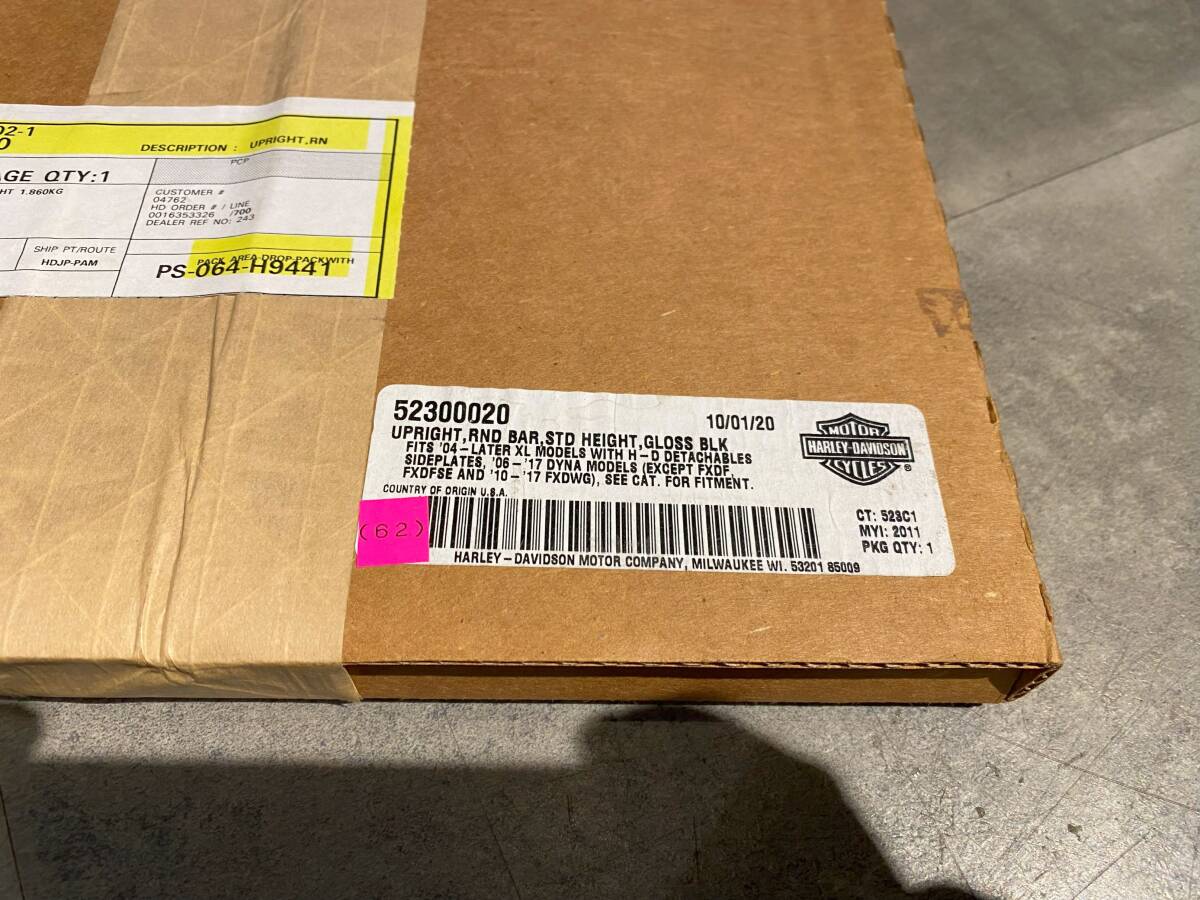 02-1
0
DESCRIPTION : UPRIGHT,RN
PCP
AGE QTY:1
HT 1.860KG
CUSTOMER #
04762
HD ORDER # / LINE
0016353326 /700
DEALER REF NO: 243
SHIP PT/ROUTE
HDJP-PAM
PACK AREA DROP-PACKWITH
PS-064-H9441
52300020 10/01/20
UPRIGHT,RND BAR,STD HEIGHT,GLOSS BLK
FITS '04-LATER XL MODELS WITH H-D DETACHABLES
SIDEPLATES, '06-'17 DYNA MODELS (EXCEPT FXDF,
FXDFSE AND '10-'17 FXDWG), SEE CAT. FOR FITMENT.
COUNTRY OF ORIGIN U.S.A.
MOTOR
HARLEY-DAVIDSON
CYCLES
®
(62)
CT: 523C1
MYI: 2011
PKG QTY: 1
HARLEY-DAVIDSON MOTOR COMPANY, MILWAUKEE WI. 53201 85009